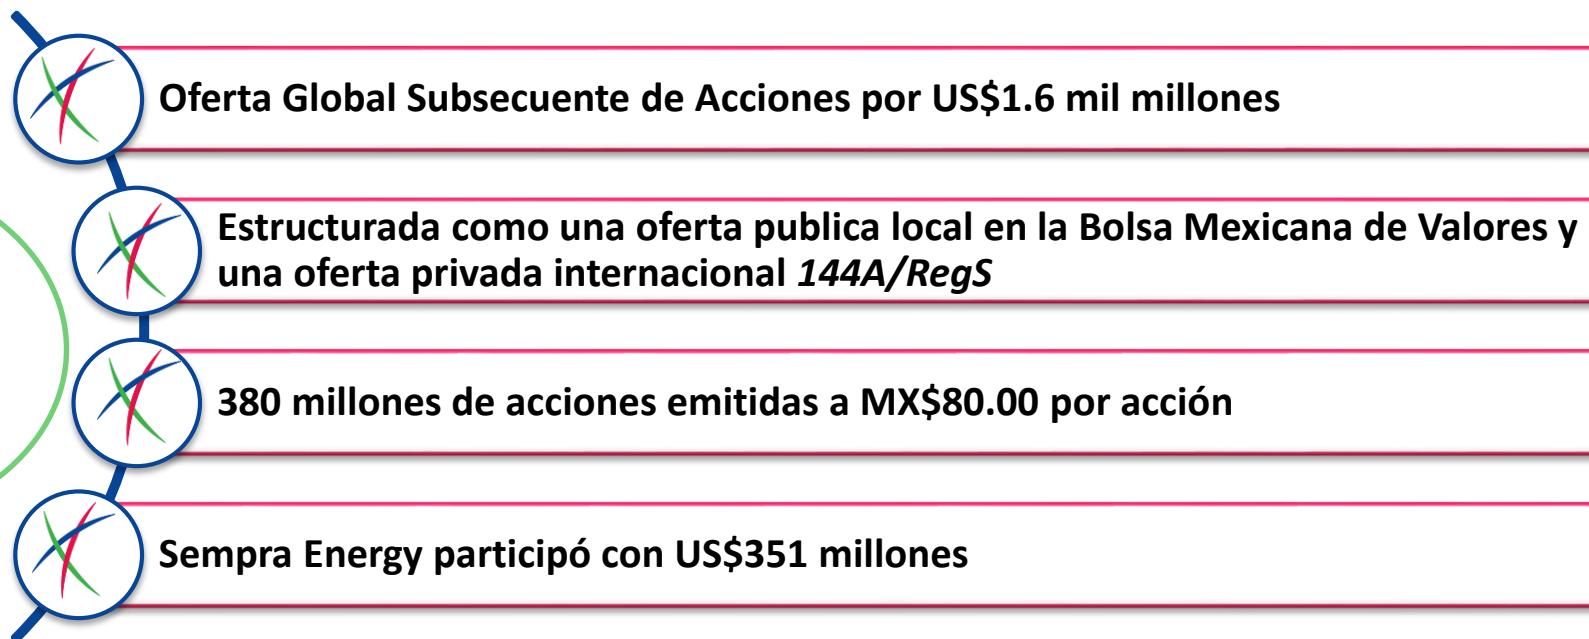 Oferta Global Subsecuente de Acciones por US$1.6 mil millones
Estructurada como una oferta publica local en la Bolsa Mexicana de Valores y
una oferta privada internacional 144A/RegS
380 millones de acciones emitidas a MX$80.00 por acción
Sempra Energy participó con US$351 millones